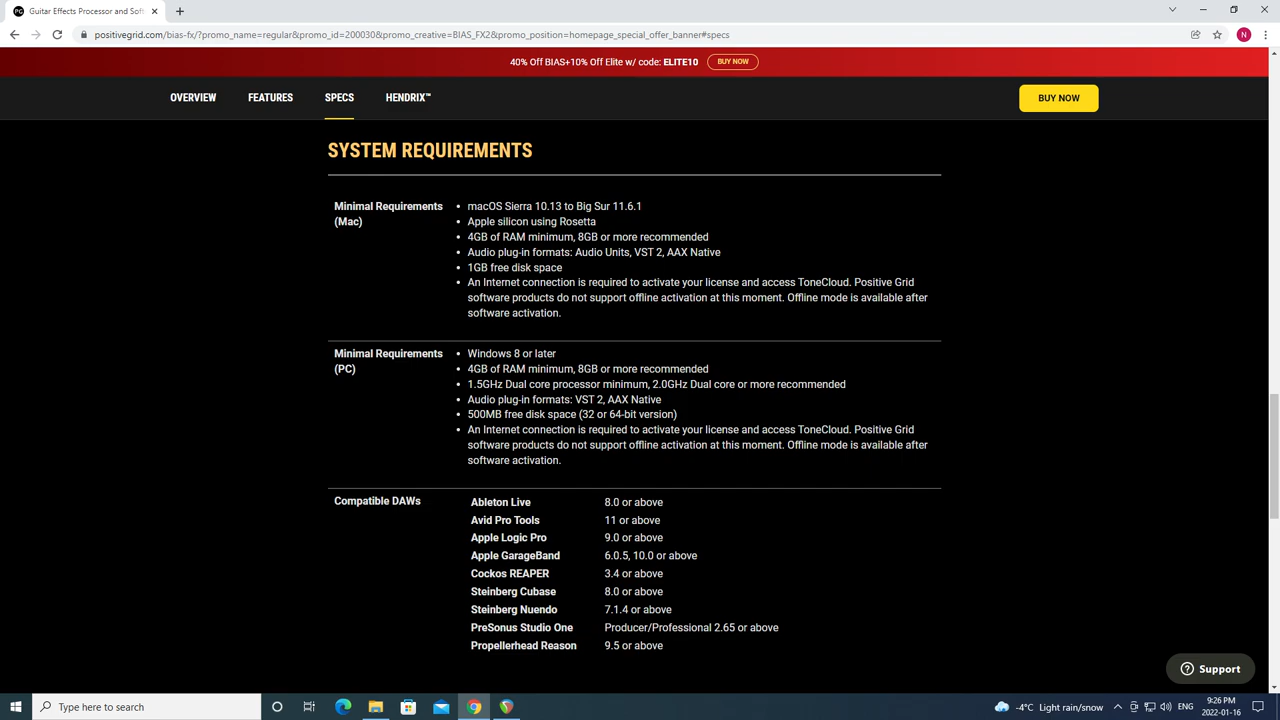 Guitar Effects Processor and Sof
positivegrid.com/bias-fx/?promo_name=regular&promo_id=200030&promo_creative=BIAS_FX2&promo_position=homepage_special_offer_banner#specs
N
40% Off BIAS+10% Off Elite w/ code: ELITE10 BUY NOW
OVERVIEW FEATURES SPECS HENDRIX™ BUY NOW
SYSTEM REQUIREMENTS
Minimal Requirements (Mac)
• macOS Sierra 10.13 to Big Sur 11.6.1
• Apple silicon using Rosetta
• 4GB of RAM minimum, 8GB or more recommended
• Audio plug-in formats: Audio Units, VST 2, AAX Native
• 1GB free disk space
• An Internet connection is required to activate your license and access ToneCloud. Positive Grid
software products do not support offline activation at this moment. Offline mode is available after
software activation.
Minimal Requirements (PC)
• Windows 8 or later
• 4GB of RAM minimum, 8GB or more recommended
• 1.5GHz Dual core processor minimum, 2.0GHz Dual core or more recommended
• Audio plug-in formats: VST 2, AAX Native
• 500MB free disk space (32 or 64-bit version)
• An Internet connection is required to activate your license and access ToneCloud. Positive Grid
software products do not support offline activation at this moment. Offline mode is available after
software activation.
Compatible DAWs
Ableton Live 8.0 or above
Avid Pro Tools 11 or above
Apple Logic Pro 9.0 or above
Apple GarageBand 6.0.5, 10.0 or above
Cockos REAPER 3.4 or above
Steinberg Cubase 8.0 or above
Steinberg Nuendo 7.1.4 or above
PreSonus Studio One Producer/Professional 2.65 or above
Propellerhead Reason 9.5 or above
Support
Type here to search
-4°C Light rain/snow ENG
9:26 PM
2022-01-16